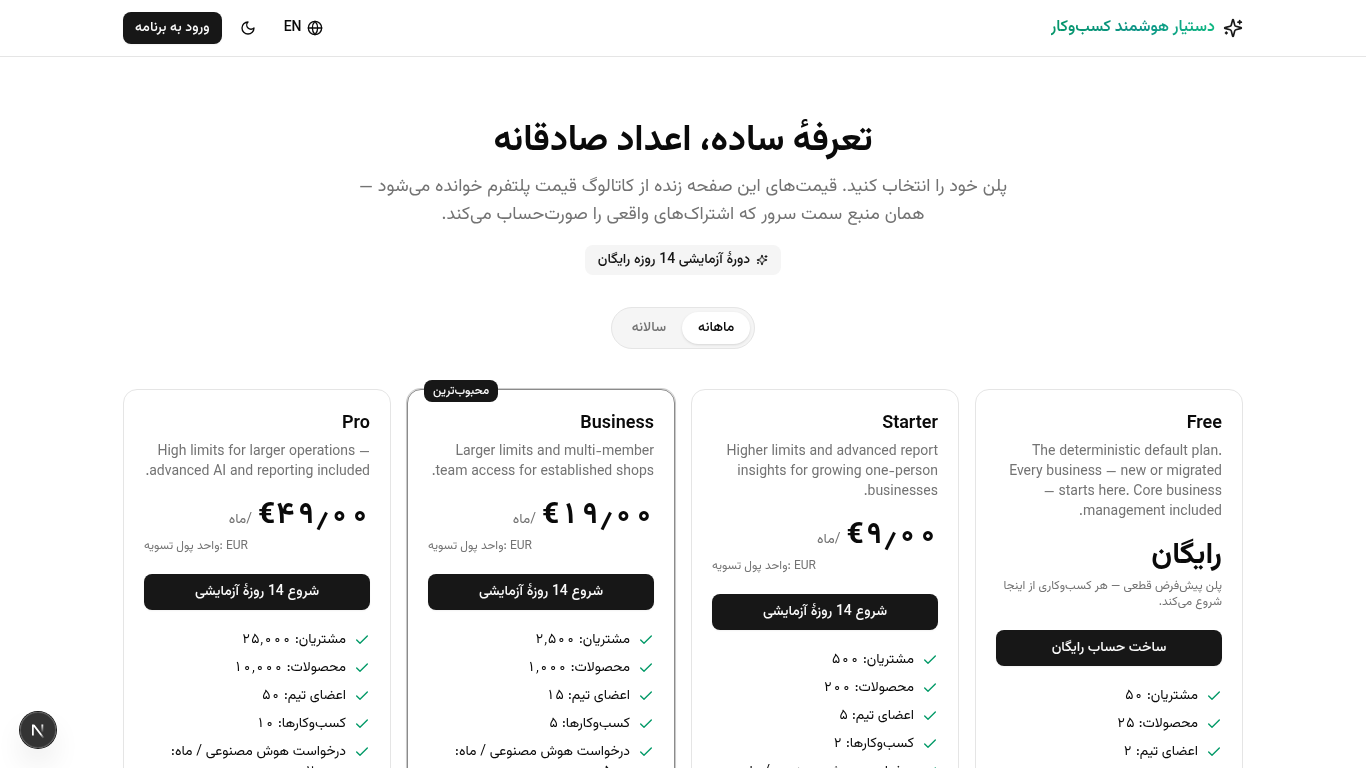 دستیار هوشمند کسب‌وکار
EN
ورود به برنامه
تعرفهٔ ساده، اعداد صادقانه
پلن خود را انتخاب کنید. قیمت‌های این صفحه زنده از کاتالوگ قیمت پلتفرم خوانده می‌شود —
همان منبع سمت سرور که اشتراک‌های واقعی را صورت‌حساب می‌کند.
دورهٔ آزمایشی 14 روزه رایگان
ماهانه
سالانه
Free
The deterministic default plan.
Every business — new or migrated
— starts here. Core business
management included.
رایگان
پلن پیش‌فرض قطعی — هر کسب‌وکاری از اینجا
شروع می‌کند.
ساخت حساب رایگان
مشتریان: ۵۰
محصولات: ۲۵
اعضای تیم: ۲
Starter
Higher limits and advanced report
insights for growing one-person
businesses.
€۹٫۰۰ /ماه
واحد پول تسویه: EUR
شروع 14 روزهٔ آزمایشی
مشتریان: ۵۰۰
محصولات: ۲۰۰
اعضای تیم: ۵
کسب‌وکارها: ۲
محبوب‌ترین
Business
Larger limits and multi-member
team access for established shops.
€۱۹٫۰۰ /ماه
واحد پول تسویه: EUR
شروع 14 روزهٔ آزمایشی
مشتریان: ۲,۵۰۰
محصولات: ۱,۰۰۰
اعضای تیم: ۱۵
کسب‌وکارها: ۵
درخواست هوش مصنوعی / ماه:
Pro
High limits for larger operations —
advanced AI and reporting included.
€۴۹٫۰۰ /ماه
واحد پول تسویه: EUR
شروع 14 روزهٔ آزمایشی
مشتریان: ۲۵,۰۰۰
محصولات: ۱۰,۰۰۰
اعضای تیم: ۵۰
کسب‌وکارها: ۱۰
درخواست هوش مصنوعی / ماه:
N